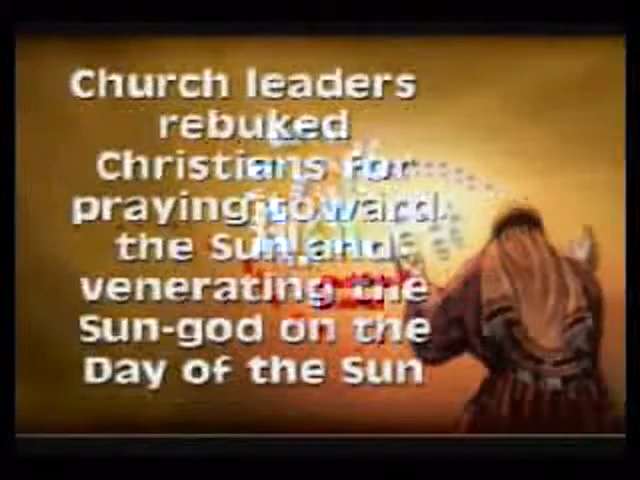 Church leaders
rebuked
Christians for
praying toward
the Sun and
venerating the
Sun-god on the
Day of the Sun